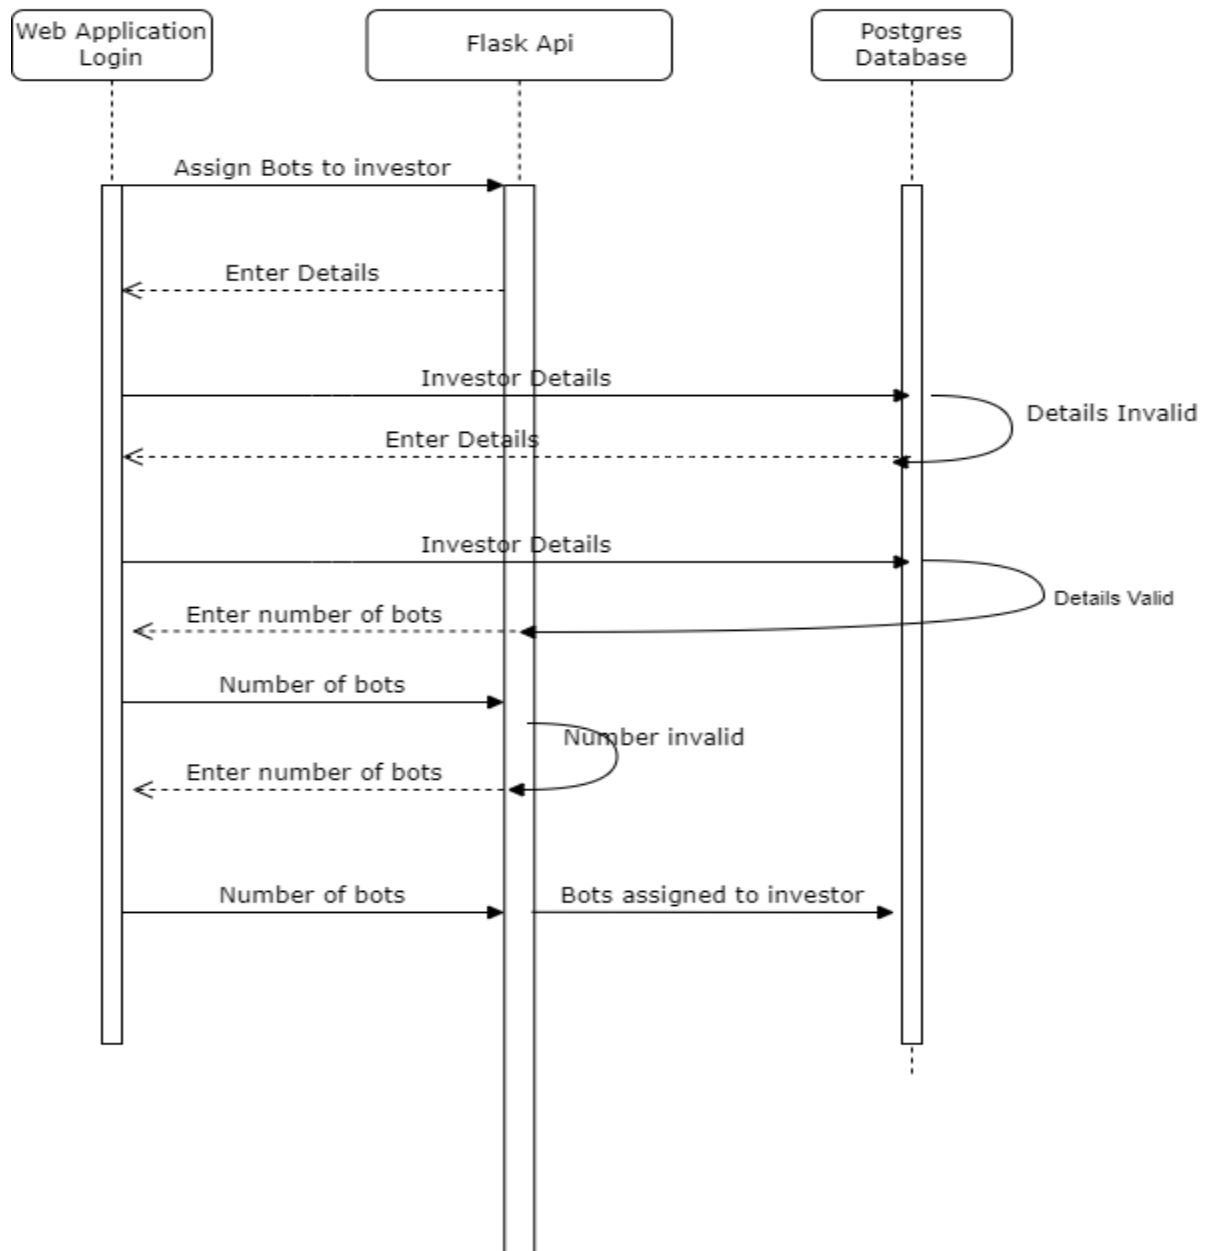 Web Application
Login
Flask Api
Postgres
Database
Assign Bots to investor
Enter Details
Investor Details
Details Invalid
Enter Details
Investor Details
Details Valid
Enter number of bots
Number of bots
Number invalid
Enter number of bots
Number of bots
Bots assigned to investor